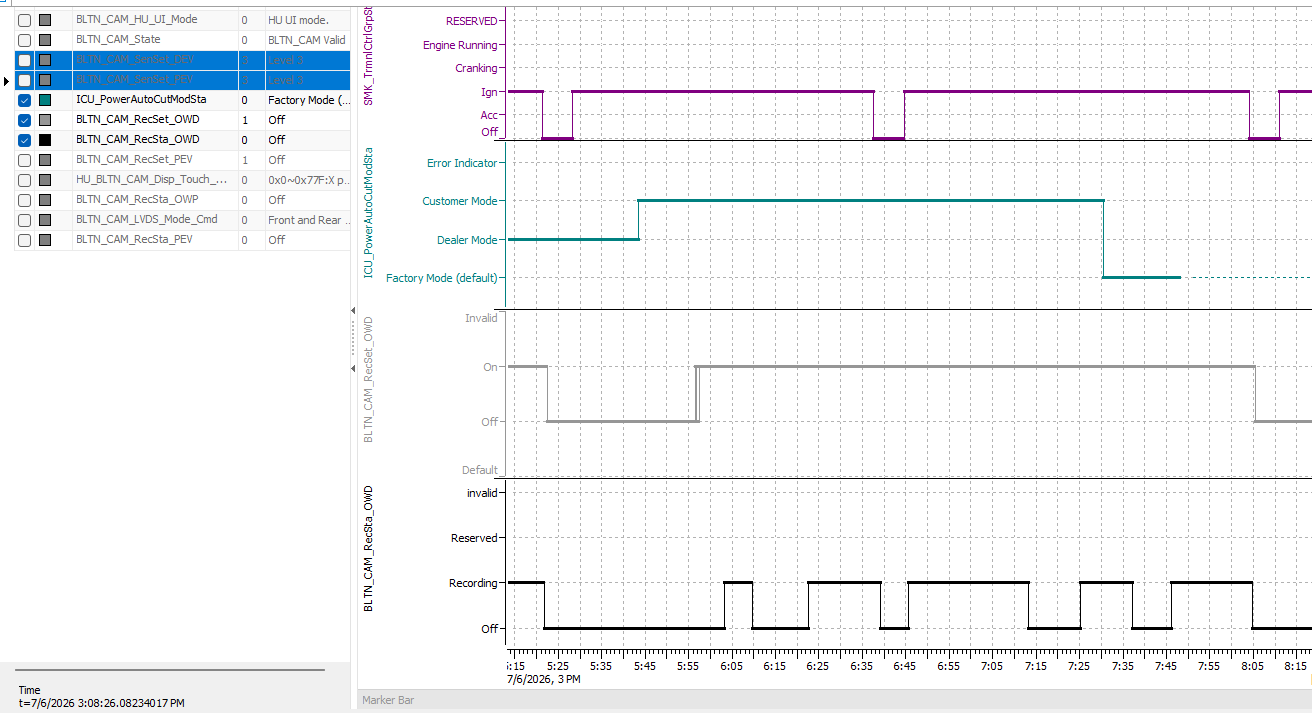 BLTN_CAM_HU_UI_Mode 0 HU UI mode.
BLTN_CAM_State 0 BLTN_CAM Valid
BLTN_CAM_SenSet_DEV 3 Level 3
BLTN_CAM_SenSet_PEV 3 Level 3
ICU_PowerAutoCutModSta 0 Factory Mode (...
BLTN_CAM_RecSet_OWD 1 Off
BLTN_CAM_RecSta_OWD 0 Off
BLTN_CAM_RecSet_PEV 1 Off
HU_BLTN_CAM_Disp_Touch_... 0 0x0~0x77F:X p...
BLTN_CAM_RecSta_OWP 0 Off
BLTN_CAM_LVDS_Mode_Cmd 0 Front and Rear ...
BLTN_CAM_RecSta_PEV 0 Off
Time
t=7/6/2026 3:08:26.08234017 PM
SMK_TrmnlCtrlGrpSt
RESERVED
Engine Running
Cranking
Ign
Acc
Off
ICU_PowerAutoCutModSta
Error Indicator
Customer Mode
Dealer Mode
Factory Mode (default)
BLTN_CAM_RecSet_OWD
Invalid
On
Off
Default
BLTN_CAM_RecSta_OWD
invalid
Reserved
Recording
Off
5:15 5:25 5:35 5:45 5:55 6:05 6:15 6:25 6:35 6:45 6:55 7:05 7:15 7:25 7:35 7:45 7:55 8:05 8:15
7/6/2026, 3 PM
Marker Bar